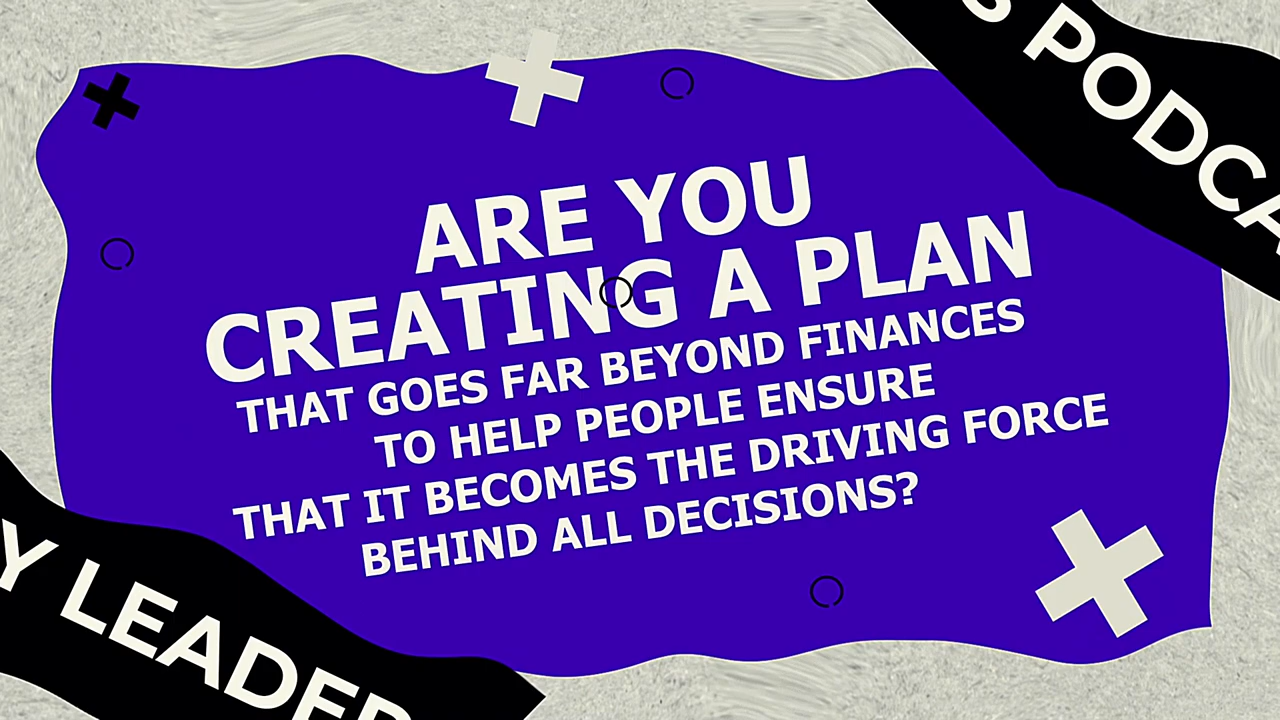 S PODCA
ARE YOU
CREATING A PLAN
THAT GOES FAR BEYOND FINANCES
TO HELP PEOPLE ENSURE
THAT IT BECOMES THE DRIVING FORCE
BEHIND ALL DECISIONS?
Y LEADER